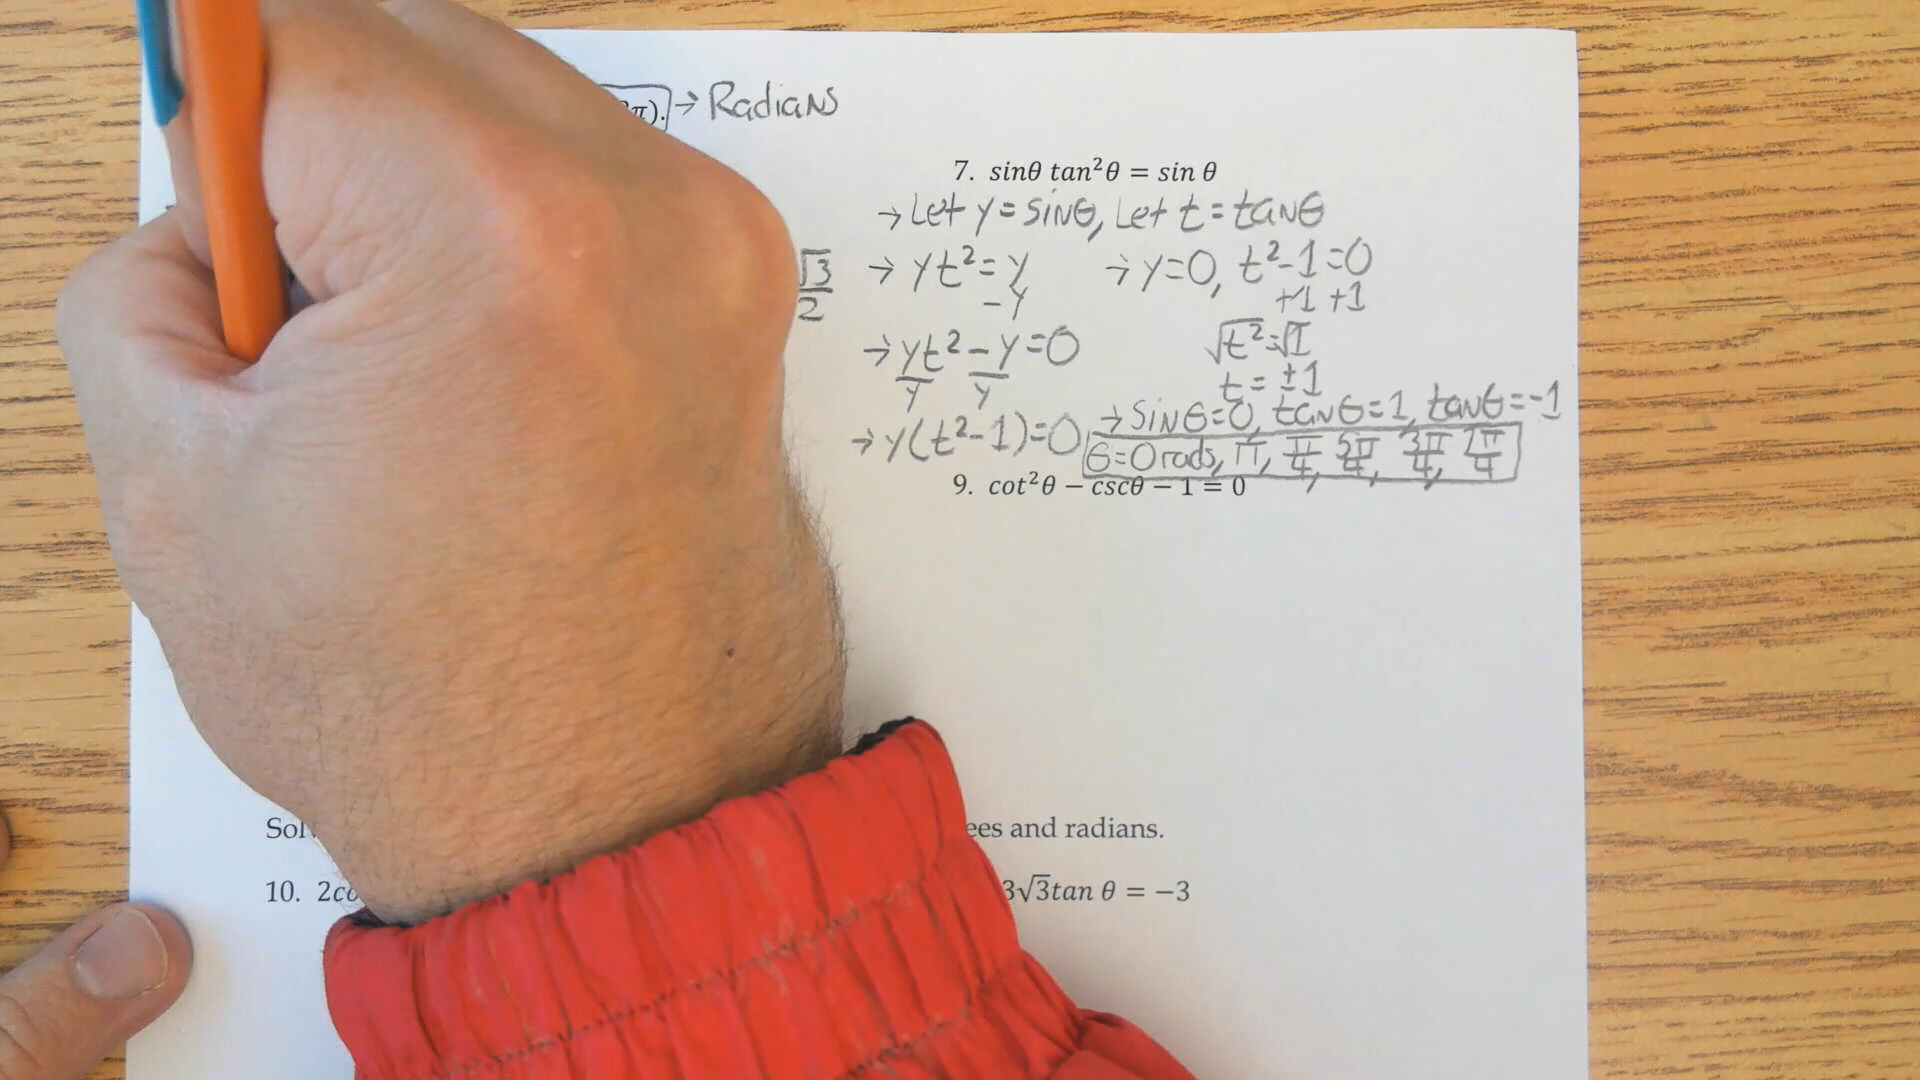 π). → Radians
7. sinθ tan²θ = sin θ
→ Let y = sinθ, Let t = tanθ
√3/2
→ yt² = y
-y
→ y=0, t²-1=0
+1 +1
→ yt² - y = 0
y y
√t² = √1
t = ±1
→ y(t²-1)=0
→ sinθ=0, tanθ=1, tanθ=-1
θ=0 rads, π, π/4, 5π/4, 3π/4, 7π/4
9. cot²θ − cscθ − 1 = 0
ees and radians.
10. 2co
3√3tan θ = −3